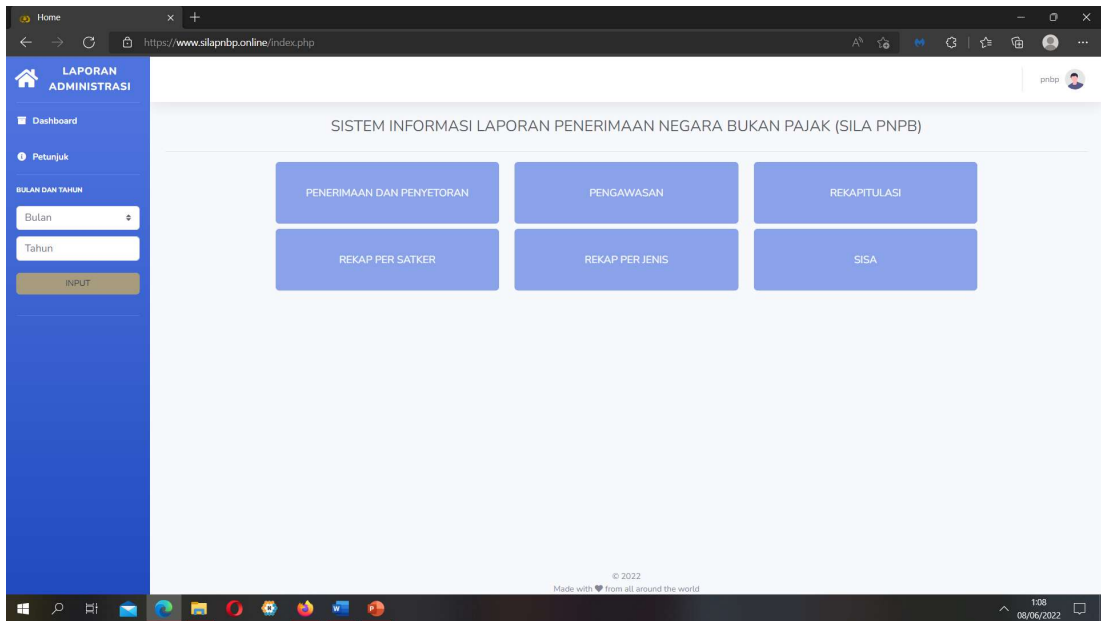 Home
https://www.silapnbp.online/index.php
LAPORAN
ADMINISTRASI
pnbp
Dashboard
Petunjuk
BULAN DAN TAHUN
Bulan
Tahun
INPUT
SISTEM INFORMASI LAPORAN PENERIMAAN NEGARA BUKAN PAJAK (SILA PNPB)
PENERIMAAN DAN PENYETORAN
PENGAWASAN
REKAPITULASI
REKAP PER SATKER
REKAP PER JENIS
SISA
© 2022
Made with ♥ from all around the world
1:08
08/06/2022